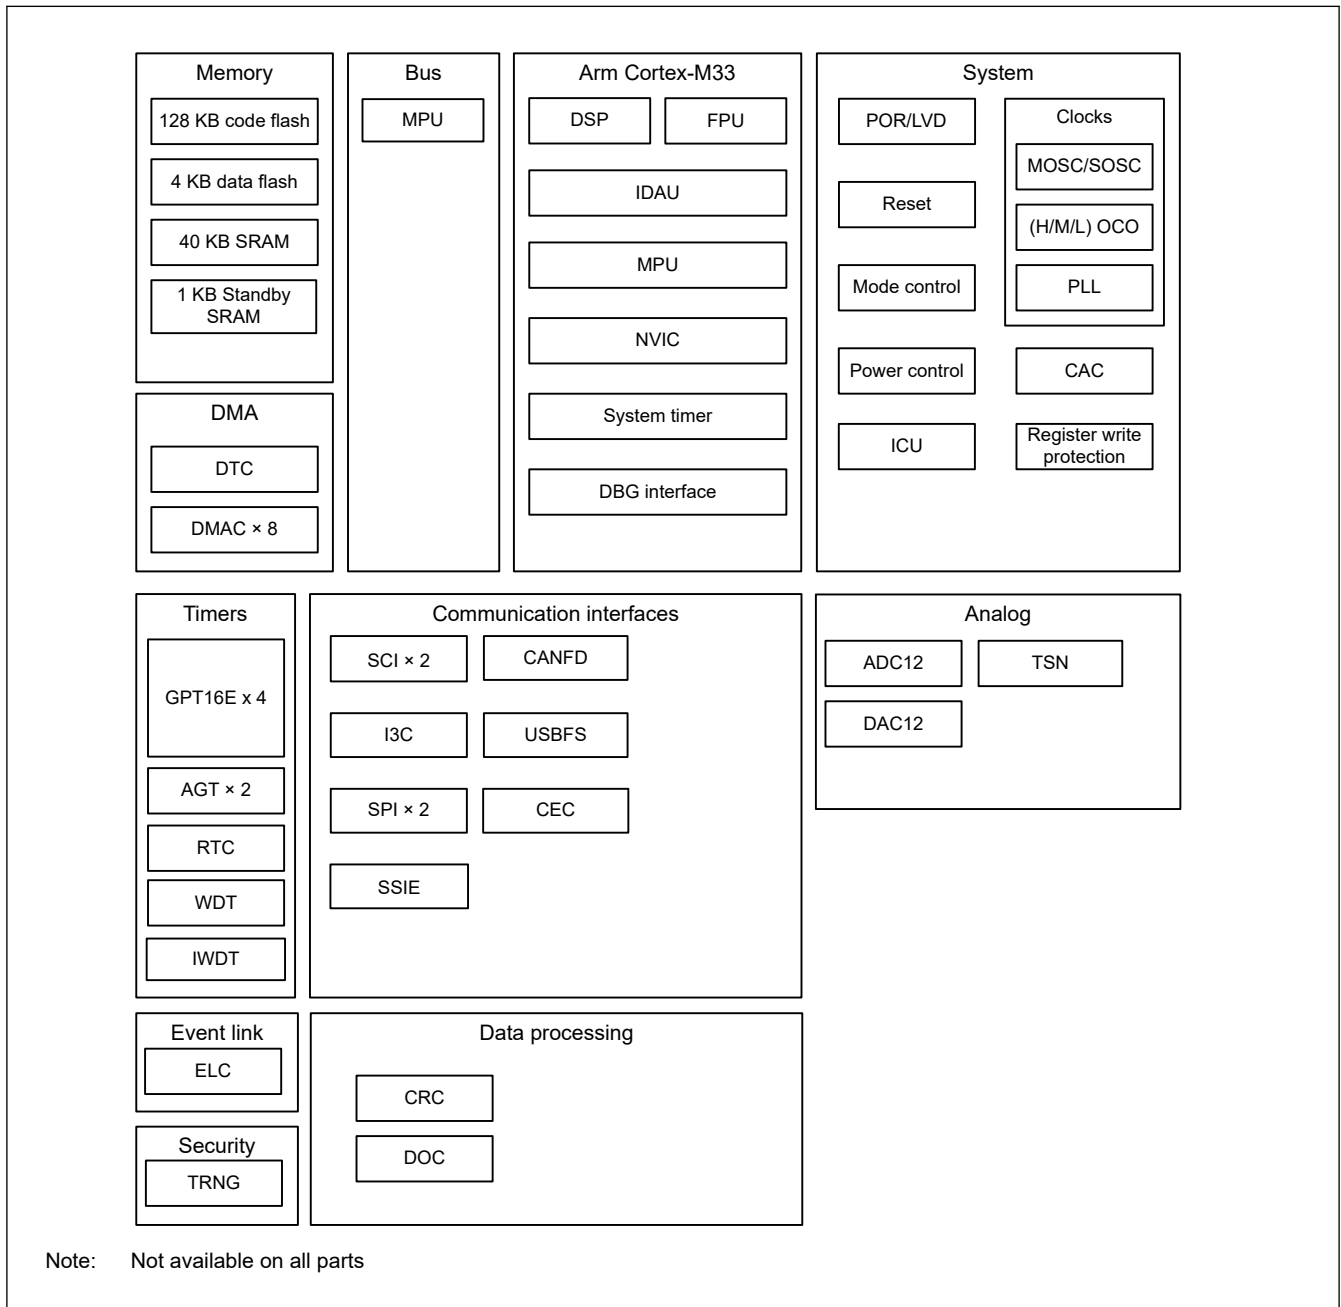 Memory
128 KB code flash
4 KB data flash
40 KB SRAM
1 KB Standby
SRAM
Bus
MPU
Arm Cortex-M33
DSP
FPU
IDAU
MPU
NVIC
System timer
DBG interface
System
POR/LVD
Reset
Mode control
Power control
ICU
Clocks
MOSC/SOSC
(H/M/L) OCO
PLL
CAC
Register write
protection
DMA
DTC
DMAC × 8
Timers
GPT16E x 4
AGT × 2
RTC
WDT
IWDT
Communication interfaces
SCI × 2
CANFD
I3C
USBFS
SPI × 2
CEC
SSIE
Analog
ADC12
TSN
DAC12
Event link
ELC
Data processing
CRC
DOC
Security
TRNG
Note: Not available on all parts